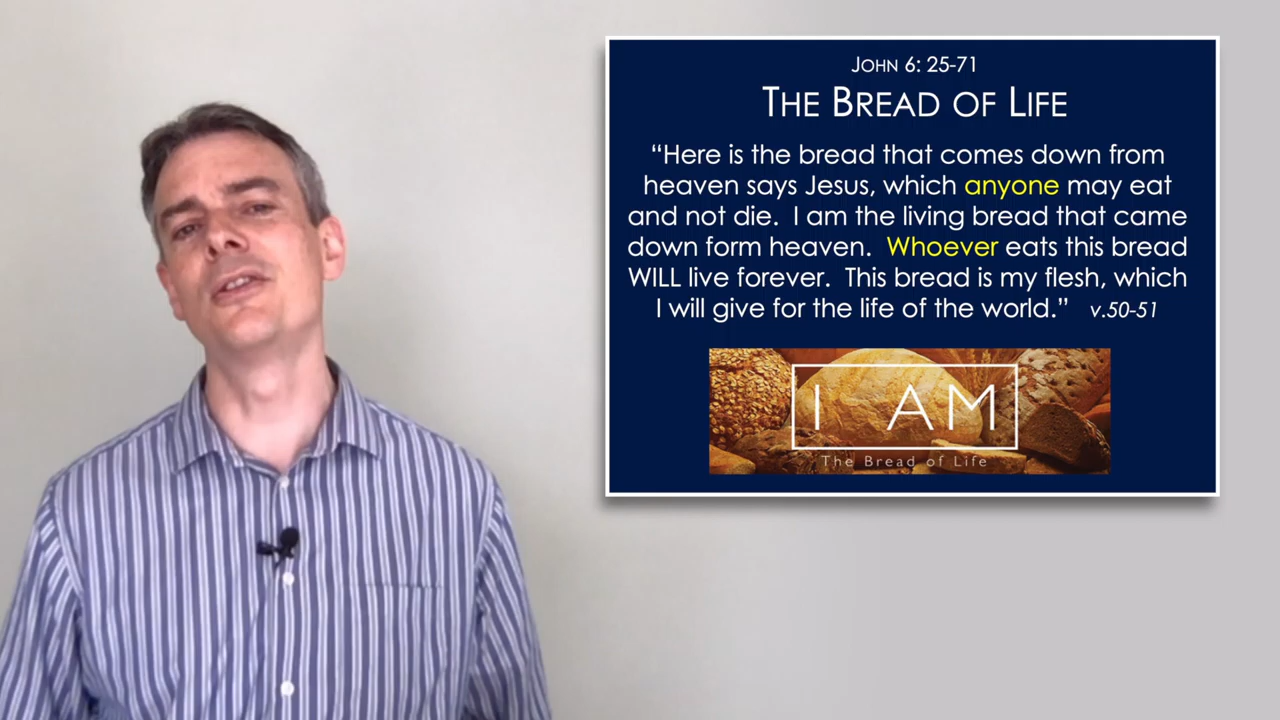 JOHN 6: 25-71
THE BREAD OF LIFE
“Here is the bread that comes down from
heaven says Jesus, which anyone may eat
and not die.  I am the living bread that came
down form heaven.  Whoever eats this bread
WILL live forever.  This bread is my flesh, which
I will give for the life of the world.”  v.50-51
I AM
The Bread of Life